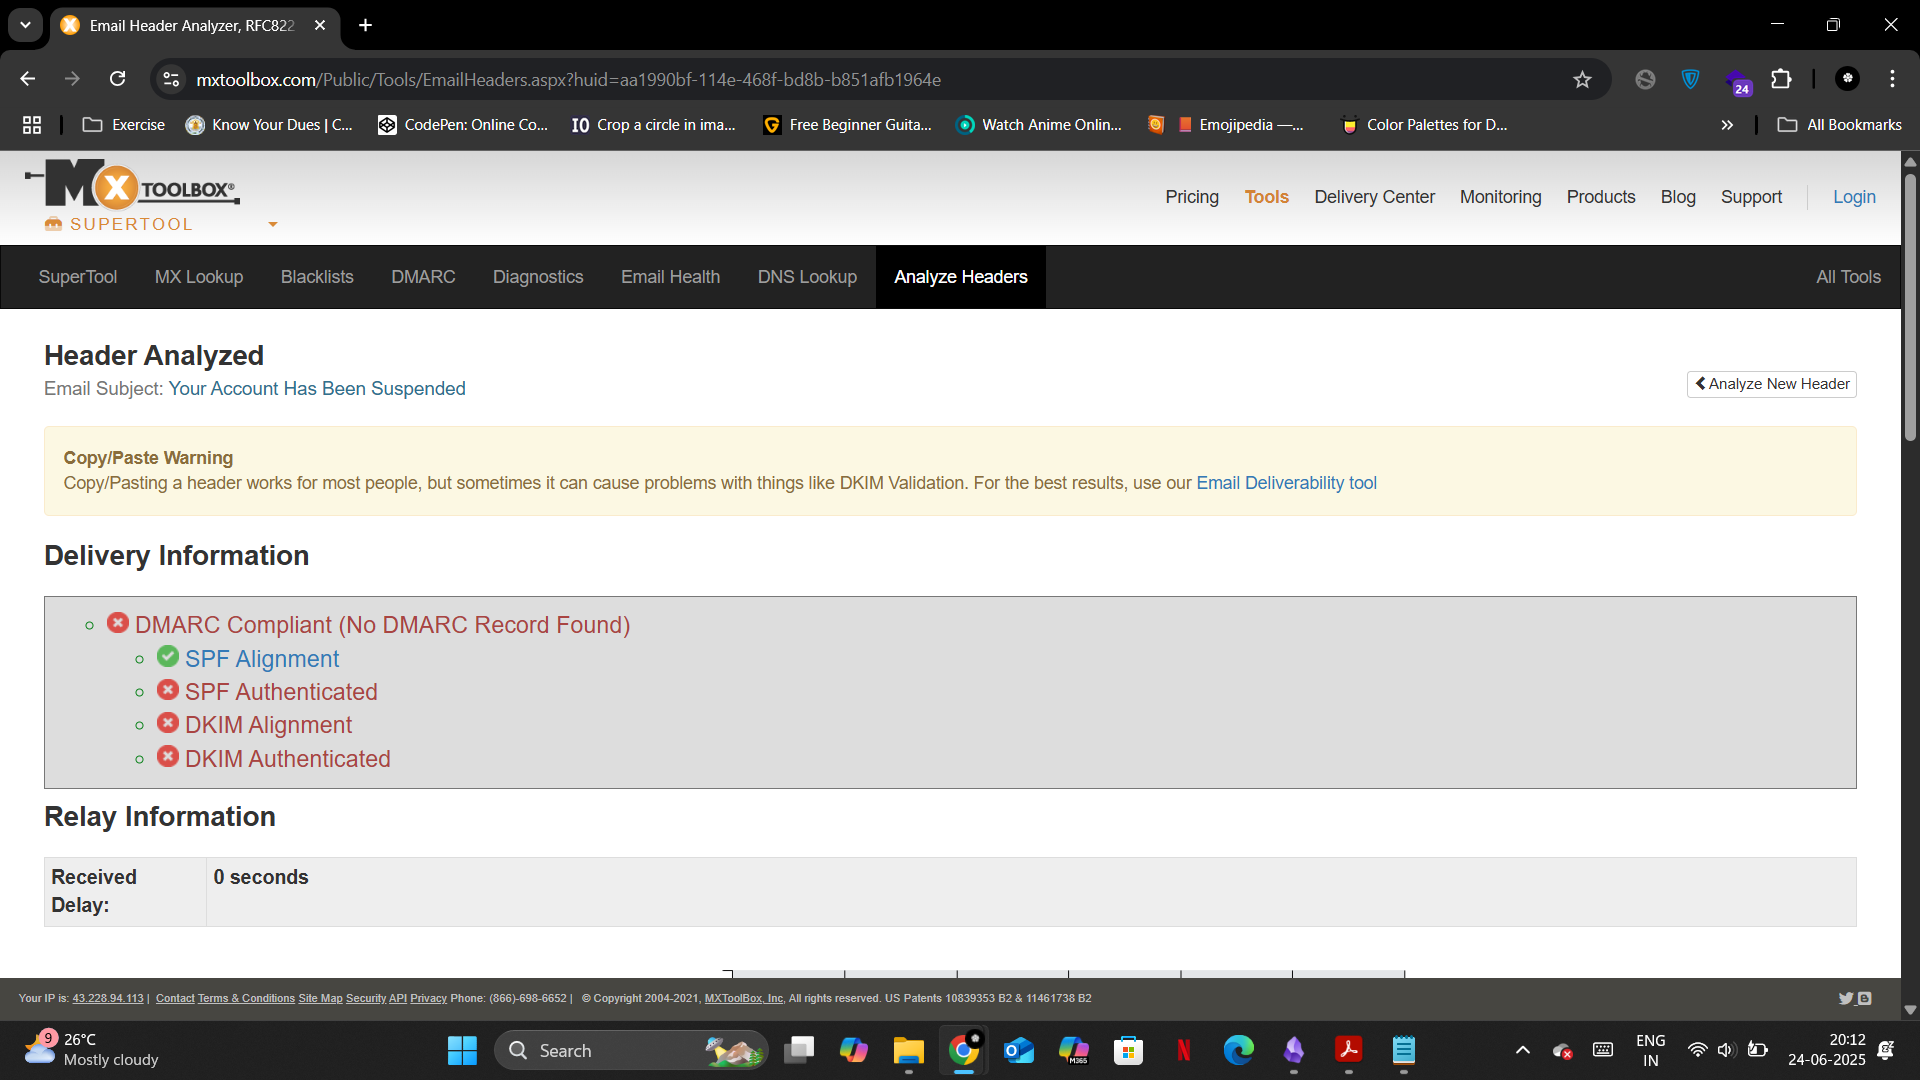 Email Header Analyzer, RFC822
mxtoolbox.com/Public/Tools/EmailHeaders.aspx?huid=aa1990bf-114e-468f-bd8b-b851afb1964e
24
Exercise
Know Your Dues | C...
CodePen: Online Co...
IO Crop a circle in ima...
Free Beginner Guita...
Watch Anime Onlin...
Emojipedia —...
Color Palettes for D...
»
All Bookmarks
MX TOOLBOX®
SUPERTOOL
Pricing
Tools
Delivery Center
Monitoring
Products
Blog
Support
Login
SuperTool
MX Lookup
Blacklists
DMARC
Diagnostics
Email Health
DNS Lookup
Analyze Headers
All Tools
Header Analyzed
Email Subject: Your Account Has Been Suspended
Analyze New Header
Copy/Paste Warning
Copy/Pasting a header works for most people, but sometimes it can cause problems with things like DKIM Validation. For the best results, use our Email Deliverability tool
Delivery Information
DMARC Compliant (No DMARC Record Found)
SPF Alignment
SPF Authenticated
DKIM Alignment
DKIM Authenticated
Relay Information
Received Delay:
0 seconds
Your IP is: 43.228.94.113 | Contact Terms & Conditions Site Map Security API Privacy Phone: (866)-698-6652 | © Copyright 2004-2021, MXToolBox, Inc, All rights reserved. US Patents 10839353 B2 & 11461738 B2
9
26°C
Mostly cloudy
Search
M365
ENG
IN
20:12
24-06-2025